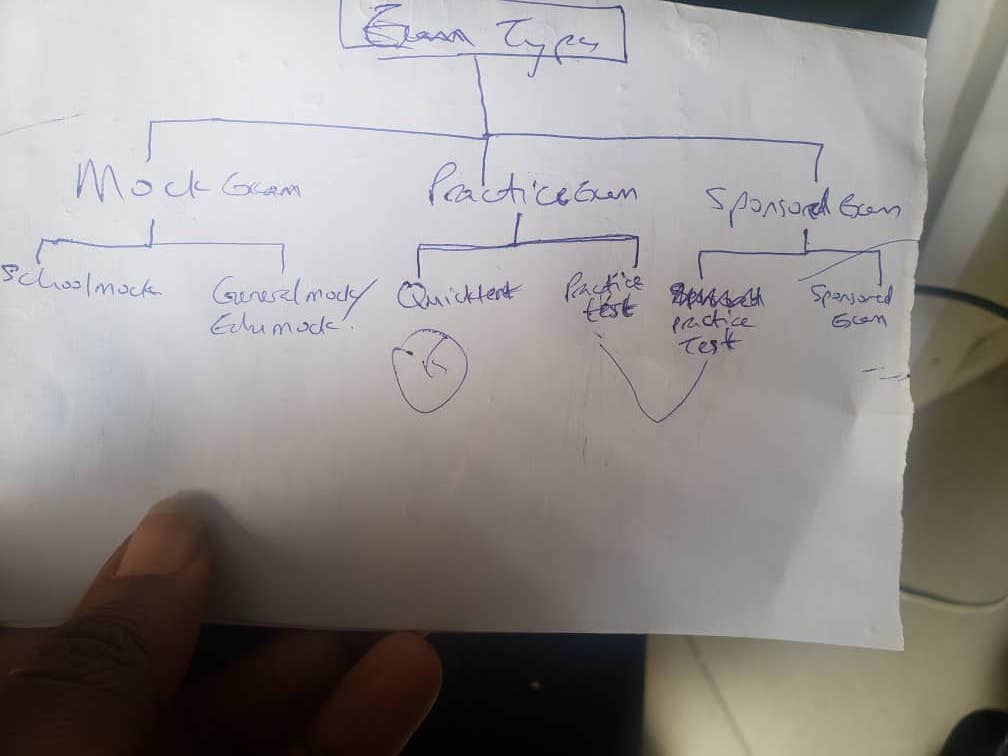 Exam Types
Mock Exam
Practice Exam
Sponsored Exam
School mock
General mock/
Edumock.
Quicktest
Practice
test
practice
Test
Sponsored
Exam